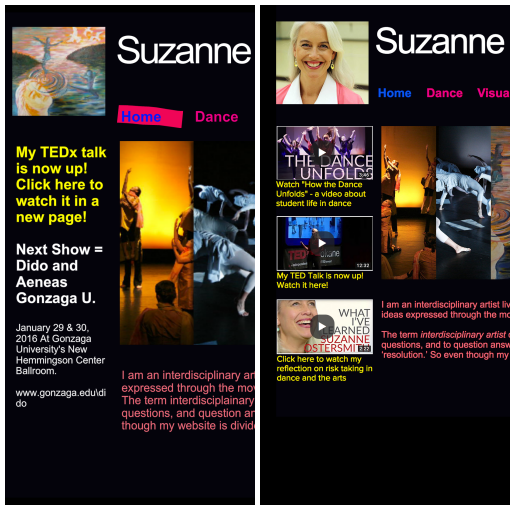 Suzanne
Home Dance
My TEDx talk
is now up!
Click here to
watch it in a
new page!
Next Show =
Dido and
Aeneas
Gonzaga U.
January 29 & 30,
2016 At Gonzaga
University's New
Hemmingson Center
Ballroom.
www.gonzaga.edu\di
do
I am an interdisciplinary
expressed through the mo
The term interdisciplainary
questions, and question an
though my website is divid
Suzanne
Home Dance Visua
THE DANCE
UNFOLDS
Watch "How the Dance
Unfolds" - a video about
student life in dance
TEDx
12:32
My TED Talk is now up!
Watch it here!
WHAT
I'VE
LEARNED
SUZANNE
OSTERSMIT
Click here to watch my
reflection on risk taking in
dance and the arts
I am an interdisciplinary artist liv
ideas expressed through the mo
The term interdisciplinary artist
questions, and to question answ
'resolution.' So even though my